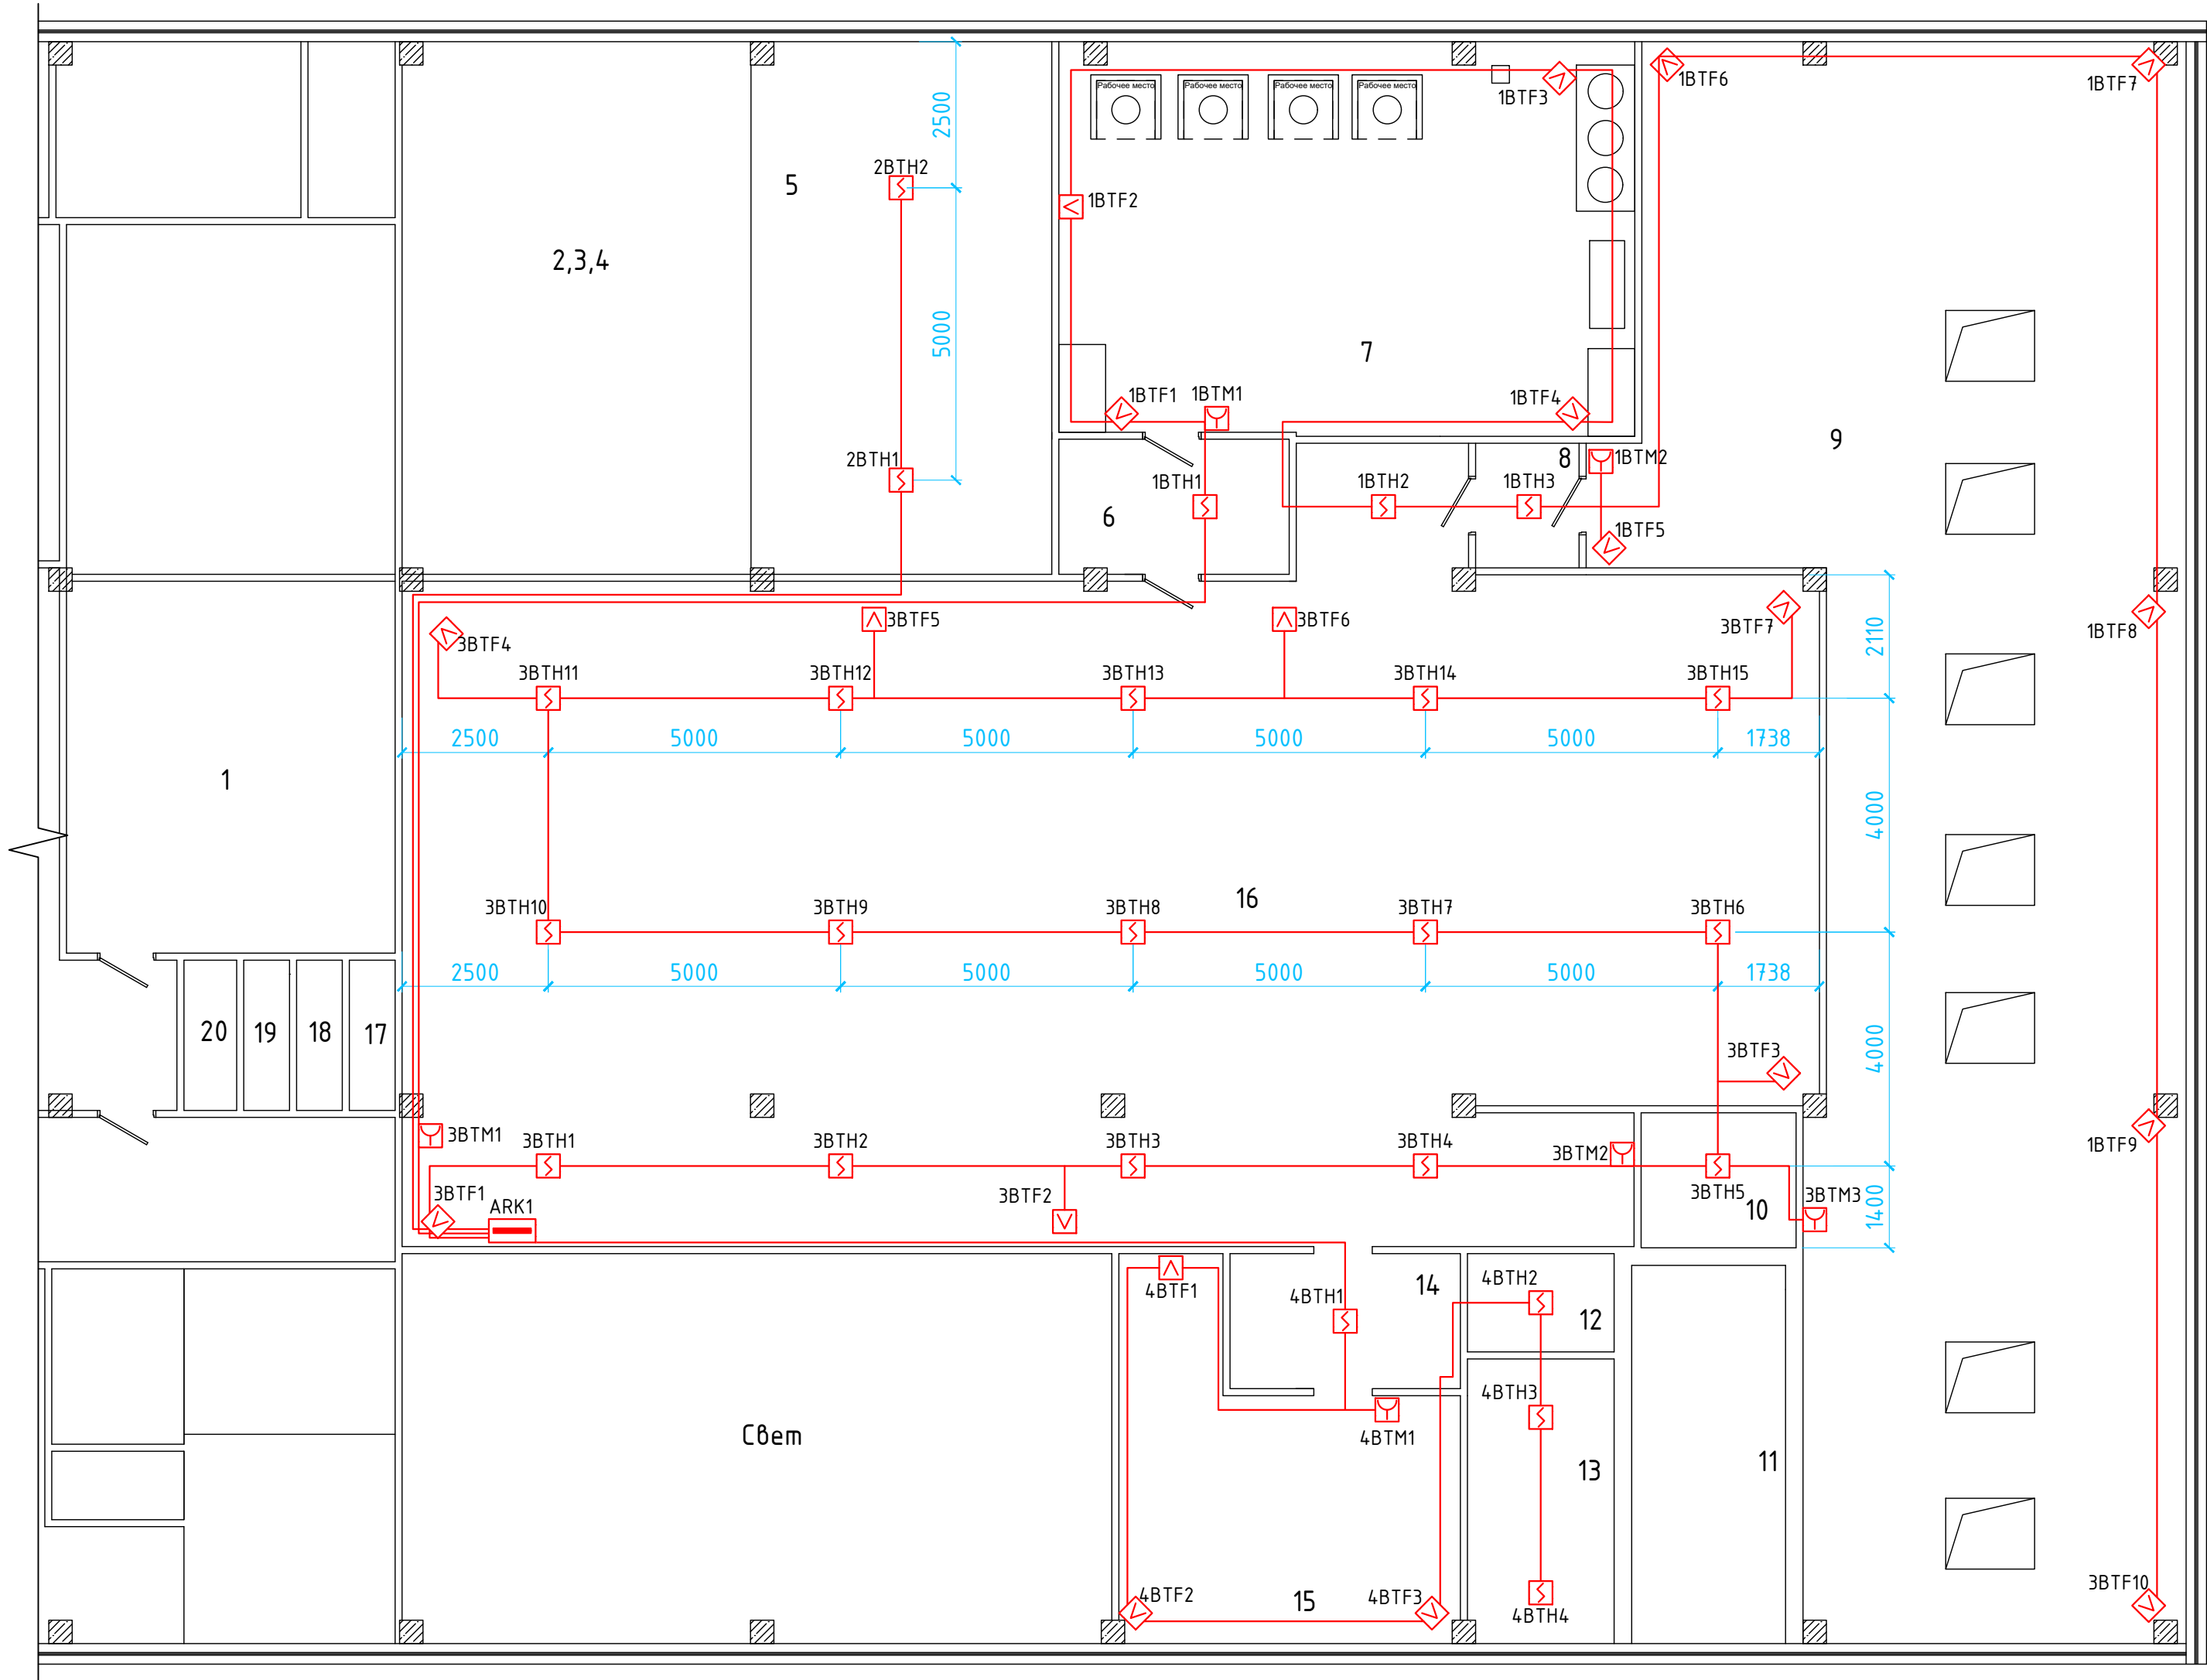 1BTF3
1BTF6
1BTF7
Рабочее место
Рабочее место
Рабочее место
Рабочее место
2500
2BTH2
5
1BTF2
2,3,4
5000
7
1BTF1
1BTM1
1BTF4
9
2BTH1
8
1BTM2
1BTH1
1BTH2
1BTH3
6
1BTF5
3BTF4
3BTF5
3BTF6
3BTF7
2110
1BTF8
3BTH11
3BTH12
3BTH13
3BTH14
3BTH15
2500
5000
5000
5000
5000
1738
1
4000
16
3BTH10
3BTH9
3BTH8
3BTH7
3BTH6
2500
5000
5000
5000
5000
1738
20
19
18
17
4000
3BTF3
3BTM1
3BTH1
3BTH2
3BTH3
3BTH4
3BTM2
1BTF9
3BTF1
ARK1
3BTF2
3BTH5
10
3BTM3
1400
4BTF1
4BTH1
14
4BTH2
12
4BTH3
Свет
4BTM1
13
11
4BTF2
15
4BTF3
4BTH4
3BTF10